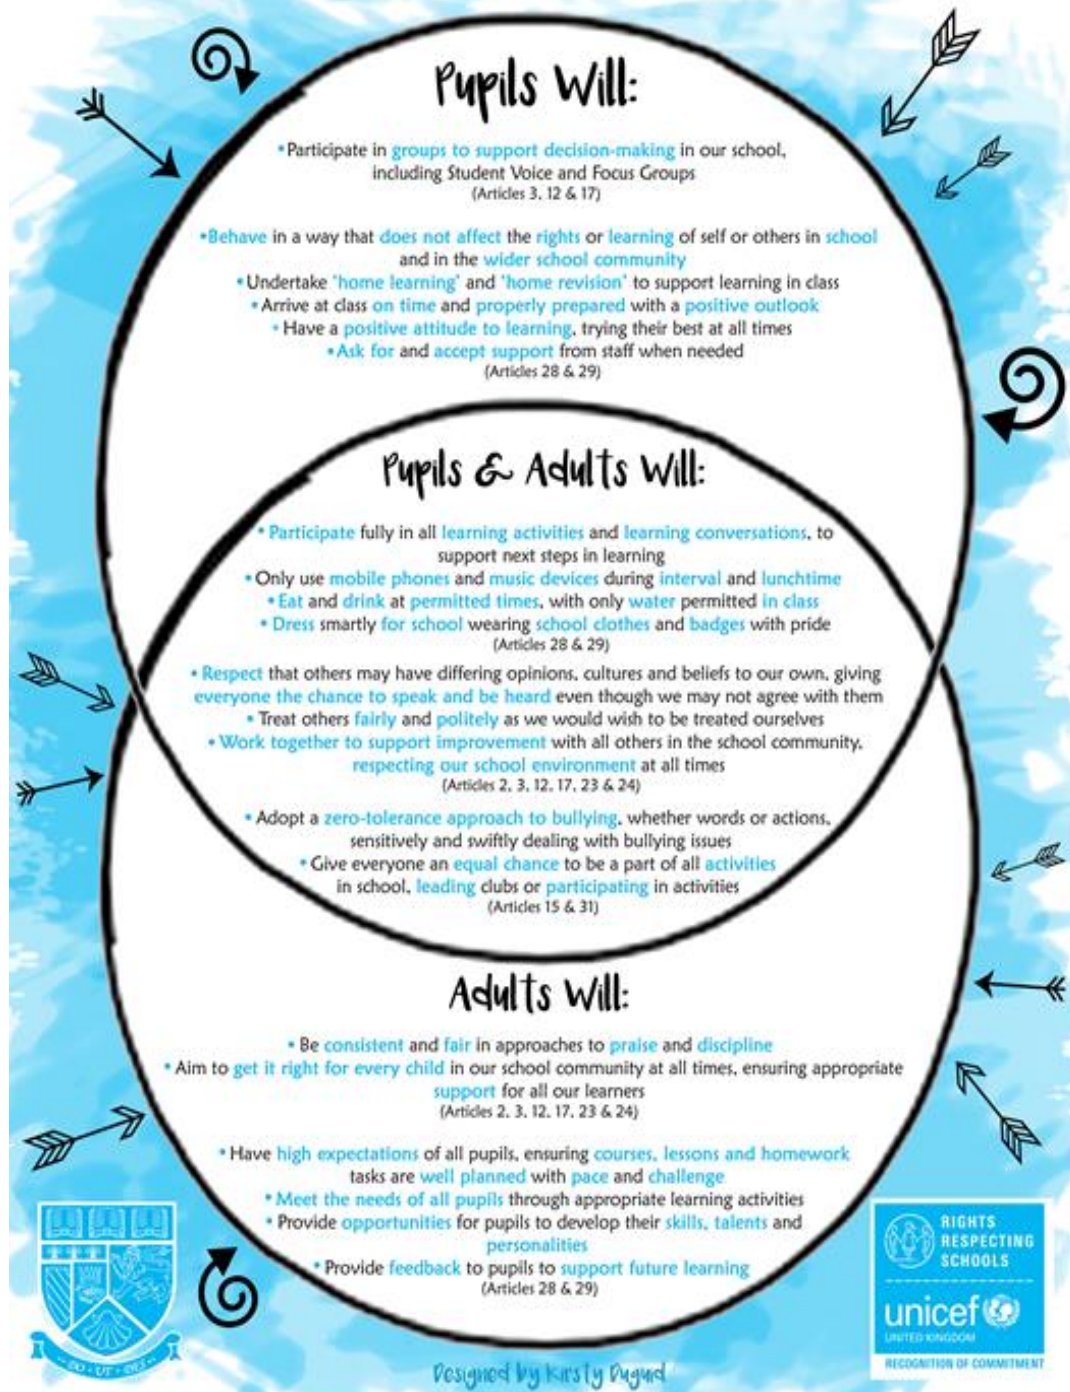 Pupils Will:
•Participate in groups to support decision-making in our school,
including Student Voice and Focus Groups
(Articles 3, 12 & 17)
•Behave in a way that does not affect the rights or learning of self or others in school
and in the wider school community
•Undertake 'home learning' and 'home revision' to support learning in class
•Arrive at class on time and properly prepared with a positive outlook
•Have a positive attitude to learning, trying their best at all times
•Ask for and accept support from staff when needed
(Articles 28 & 29)
Pupils & Adults Will:
• Participate fully in all learning activities and learning conversations, to
support next steps in learning
•Only use mobile phones and music devices during interval and lunchtime
•Eat and drink at permitted times, with only water permitted in class
• Dress smartly for school wearing school clothes and badges with pride
(Articles 28 & 29)
• Respect that others may have differing opinions, cultures and beliefs to our own, giving
everyone the chance to speak and be heard even though we may not agree with them
• Treat others fairly and politely as we would wish to be treated ourselves
• Work together to support improvement with all others in the school community,
respecting our school environment at all times
(Articles 2, 3, 12, 17, 23 & 24)
• Adopt a zero-tolerance approach to bullying, whether words or actions,
sensitively and swiftly dealing with bullying issues
• Give everyone an equal chance to be a part of all activities
in school, leading clubs or participating in activities
(Articles 15 & 31)
Adults Will:
• Be consistent and fair in approaches to praise and discipline
• Aim to get it right for every child in our school community at all times, ensuring appropriate
support for all our learners
(Articles 2, 3, 12, 17, 23 & 24)
• Have high expectations of all pupils, ensuring courses, lessons and homework
tasks are well planned with pace and challenge
• Meet the needs of all pupils through appropriate learning activities
• Provide opportunities for pupils to develop their skills, talents and
personalities
• Provide feedback to pupils to support future learning
(Articles 28 & 29)
DO • UT • DES
RIGHTS
RESPECTING
SCHOOLS
unicef
UNITED KINGDOM
RECOGNITION OF COMMITMENT
Designed by Kirsty Duguid